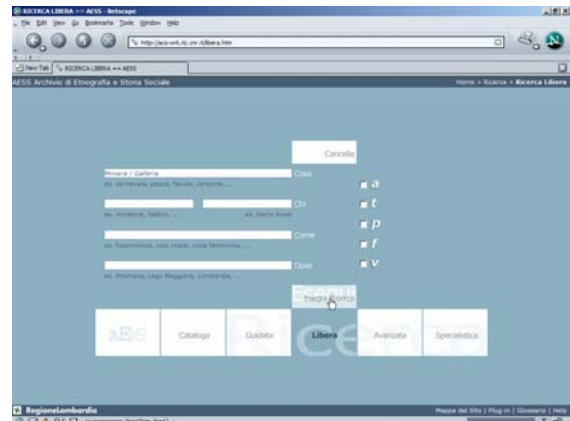 RICERCA LIBERA ~~ AESS - Netscape
File Edit View Go Bookmarks Tools Window Help
New Tab RICERCA LIBERA ~~ AESS
AESS Archivio di Etnografia e Storia Sociale
Home > Ricerca > Ricerca Libera
Cancella
Miniera / Galleria Cosa
es. carnevale, pasca, favola, canzone, ...
a
Chi t
es. minatore, fabbro, ... es. Mario Rossi
p
Come
es. fisarmonica, voci miste, voce femminile, ...
f
Dove v
es. Premana, Lago Maggiore, Lombardia, ...
Esegui
Esegui Ricerca
Ricerca
AESS Catalogo Guidata Libera Avanzata Specialistica
RegioneLombardia
Mappa del Sito | Plug-in | Glossario | Help